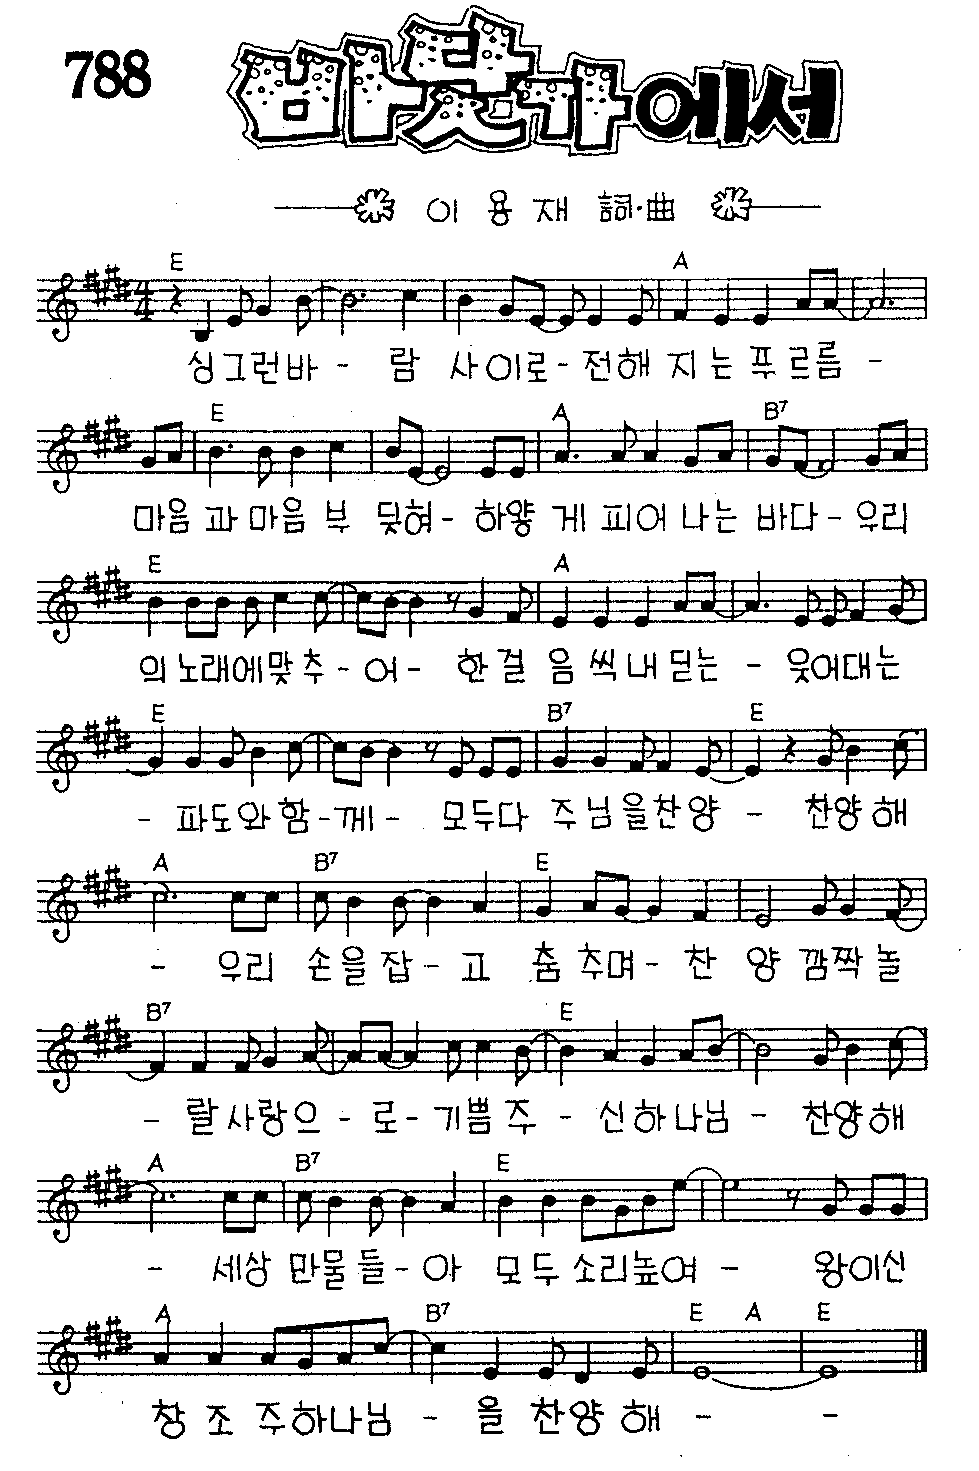 788
바닷가에서
이 용 재 詞·曲
E A
싱그런바 - 람 사이로 - 전해 지는 푸르름 -
E A B7
마음 과 마음 부 딪혀 - 하얗 게 피어 나는 바다 - 우리
E A
의 노래에 맞추 - 어 - 한걸 음씩 내 딛는 - 웃어대는
E B7 E
- 파도와 함 - 께 - 모두다 주님을찬양 - 찬양해
A B7 E
- 우리 손을 잡 - 고 춤 추며 - 찬 양 깜짝놀
B7 E
- 랄 사랑으 - 로 - 기쁨 주 - 신하나님 - 찬양해
A B7 E
- 세상 만물들 - 아 모두 소리높여 - 왕이신
A B7 E A E
창 조 주하나님 - 을 찬양 해 - -